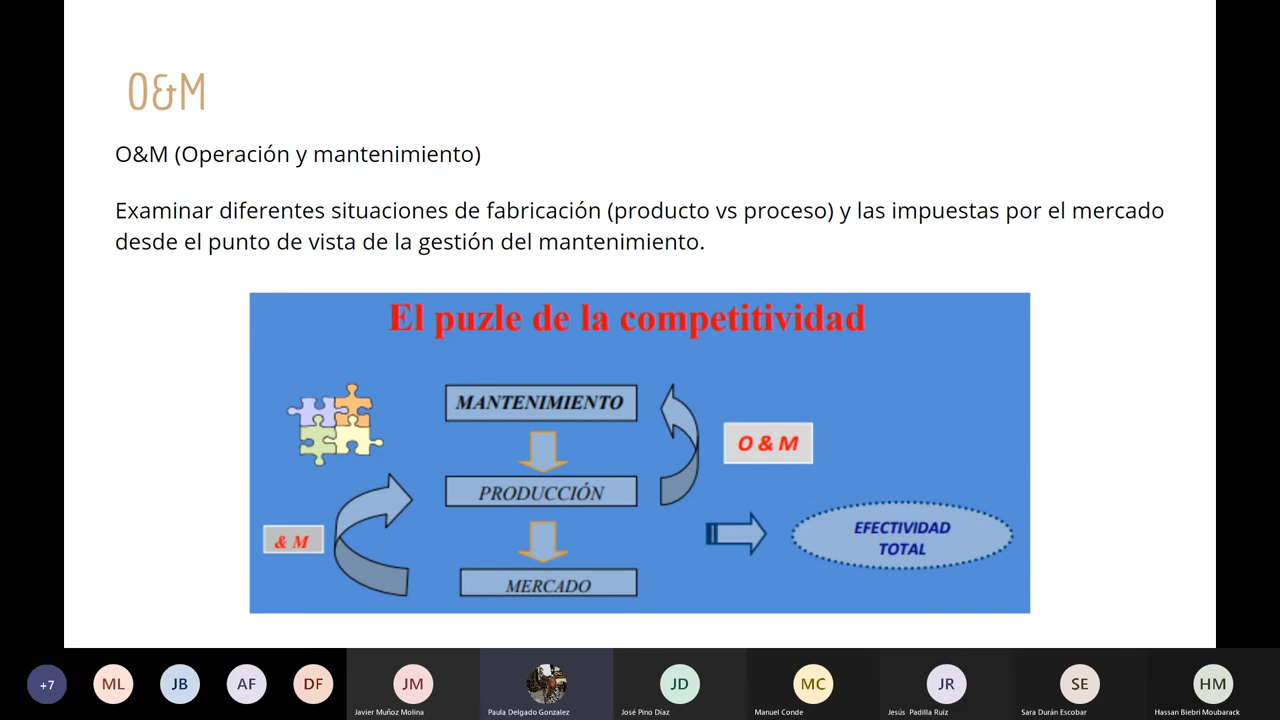 O&M
O&M (Operación y mantenimiento)
Examinar diferentes situaciones de fabricación (producto vs proceso) y las impuestas por el mercado
desde el punto de vista de la gestión del mantenimiento.
El puzle de la competitividad
MANTENIMIENTO
O & M
PRODUCCIÓN
& M
EFECTIVIDAD
TOTAL
MERCADO
+7
ML
JB
AF
DF
JM
JD
MC
JR
SE
HM
Javier Muñoz Molina
Paula Delgado Gonzalez
José Pino Díaz
Manuel Conde
Jesús Padilla Ruiz
Sara Durán Escobar
Hassan Biebri Moubarack